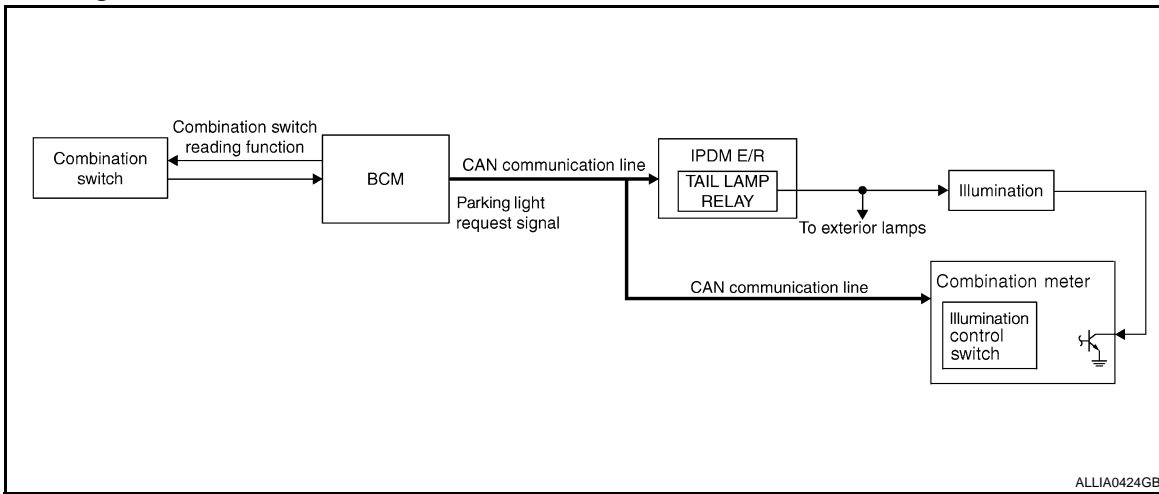 Combination switch
reading function
Combination
switch
BCM
CAN communication line
Parking light
request signal
IPDM E/R
TAIL LAMP
RELAY
To exterior lamps
Illumination
CAN communication line
Combination meter
Illumination
control
switch
ALLIA0424GB